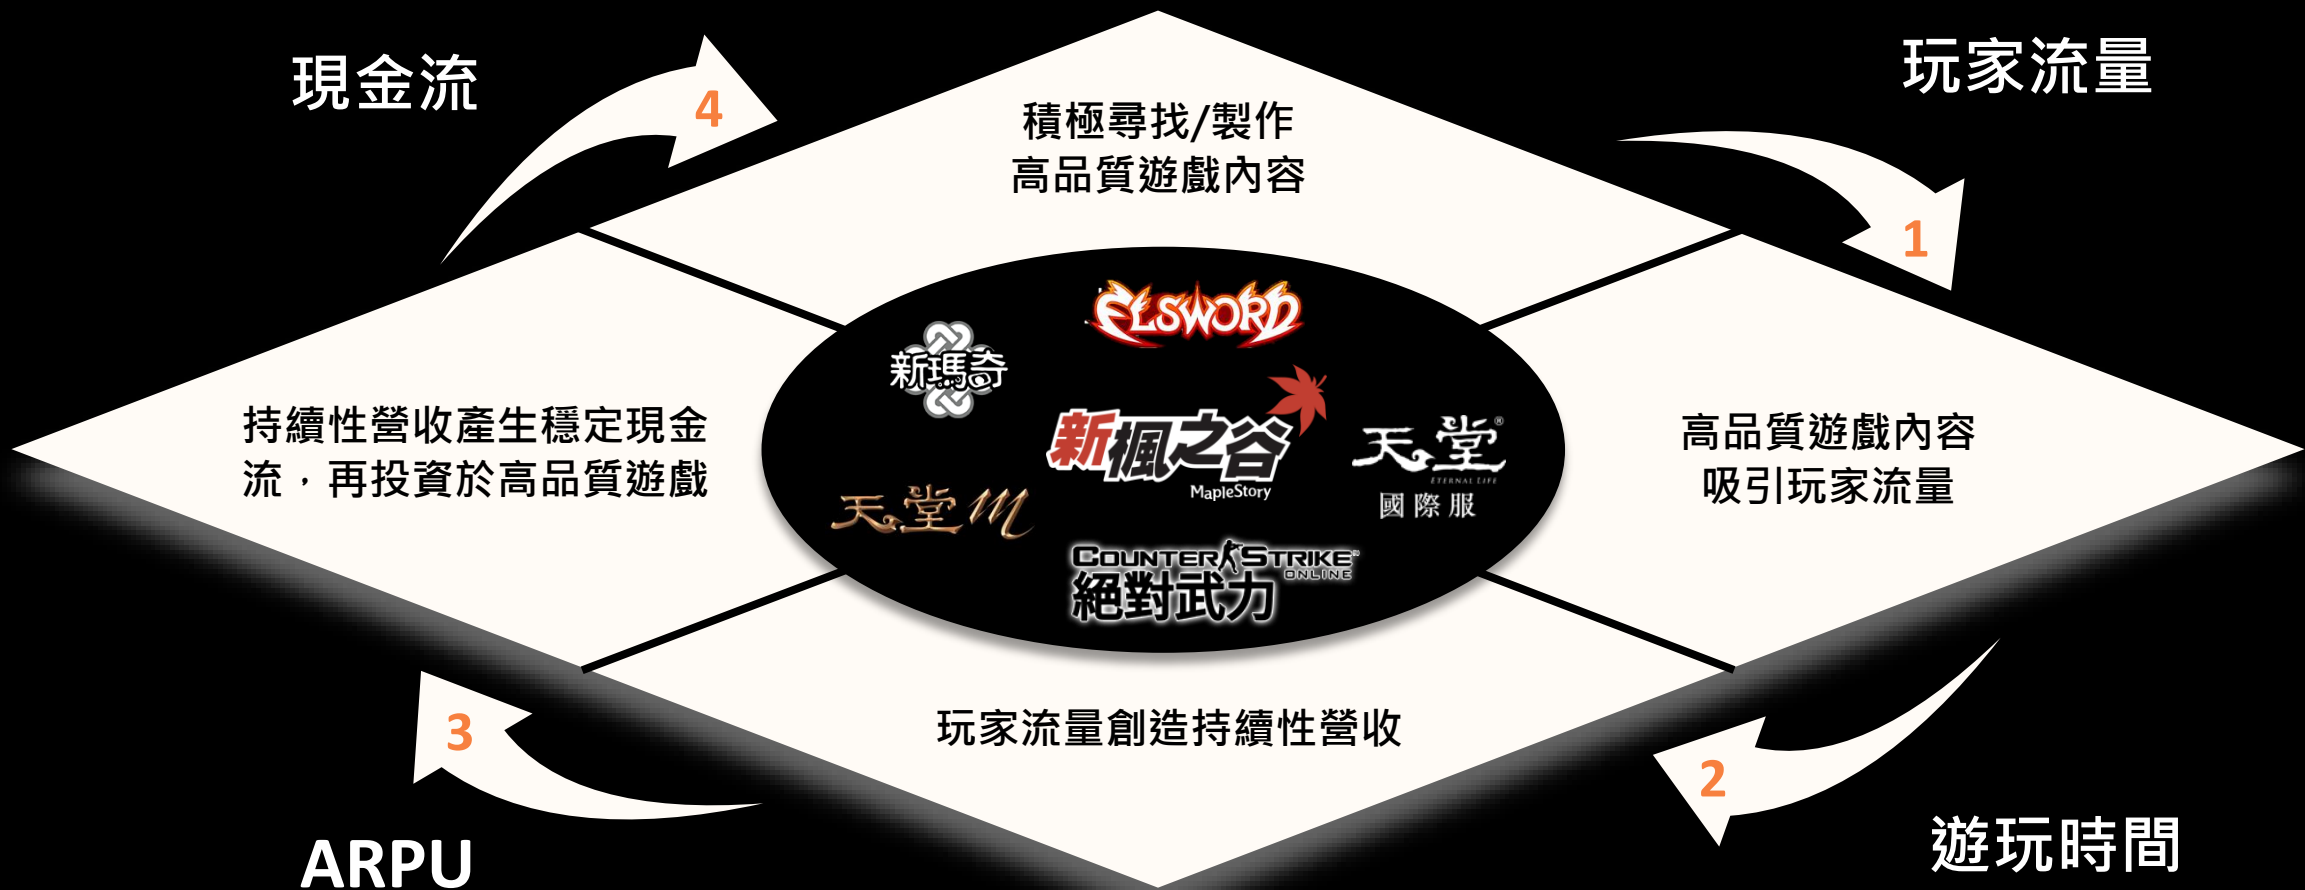 現金流
玩家流量
4
積極尋找/製作
高品質遊戲內容
1
ELSWORD
新瑪奇
新楓之谷
MapleStory
天堂®
ETERNAL LIFE
國際服
天堂M
COUNTER STRIKE™
ONLINE
絕對武力
持續性營收產生穩定現金
流，再投資於高品質遊戲
高品質遊戲內容
吸引玩家流量
3
玩家流量創造持續性營收
2
ARPU
遊玩時間